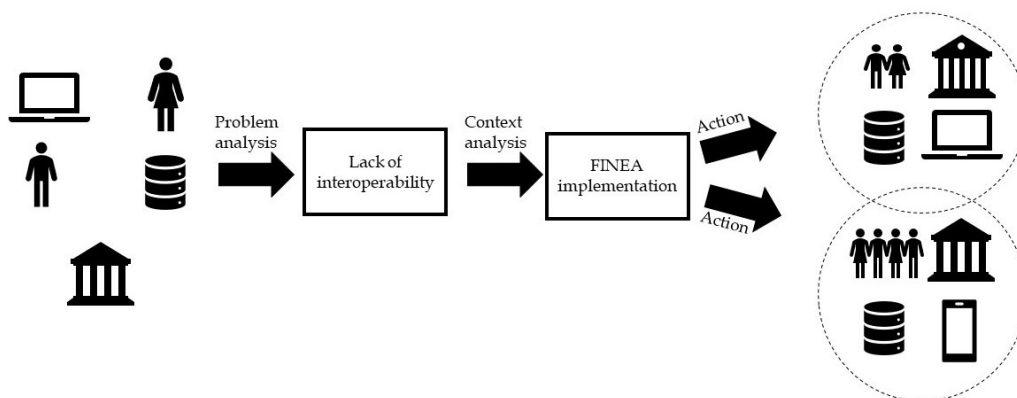 Problem
analysis
Lack of
interoperability
Context
analysis
FINEA
implementation
Action
Action